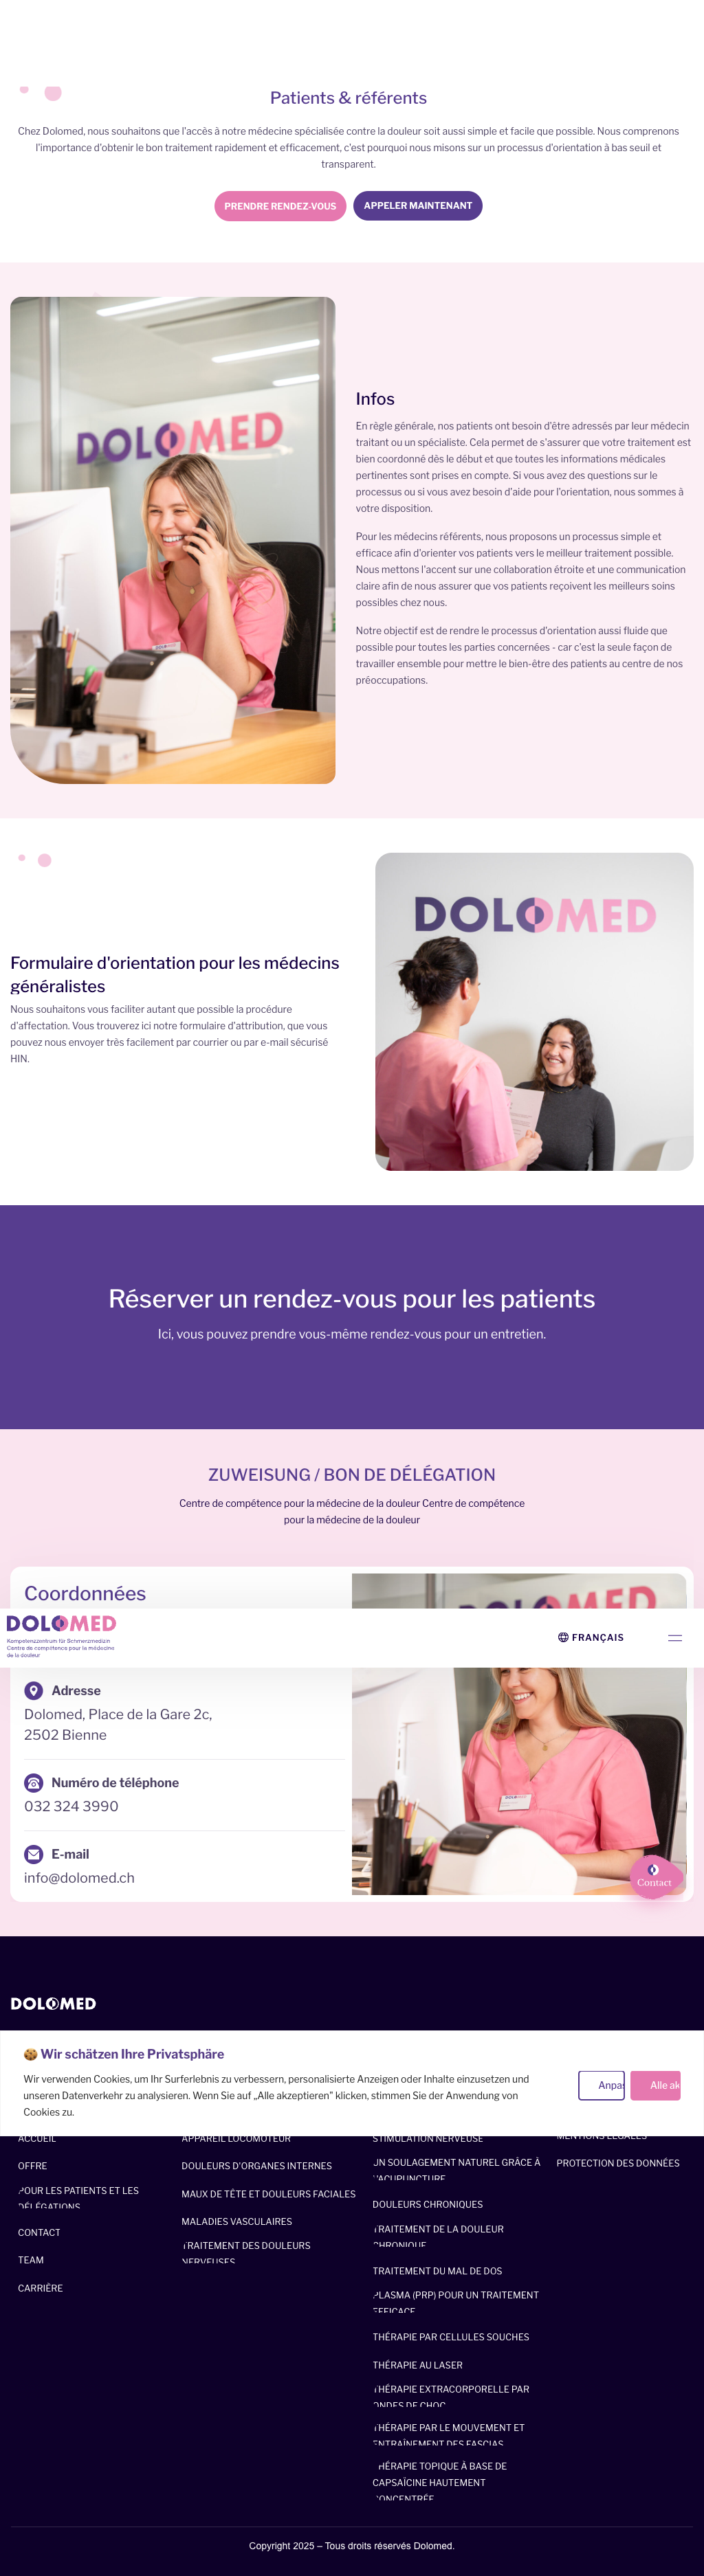 Patients & référents
Chez Dolomed, nous souhaitons que l'accès à notre médecine spécialisée contre la douleur soit aussi simple et facile que possible. Nous comprenons
l'importance d'obtenir le bon traitement rapidement et efficacement, c'est pourquoi nous misons sur un processus d'orientation à bas seuil et
transparent.
PRENDRE RENDEZ-VOUS
APPELER MAINTENANT
DOLOMED
Infos
En règle générale, nos patients ont besoin d'être adressés par leur médecin
traitant ou un spécialiste. Cela permet de s'assurer que votre traitement est
bien coordonné dès le début et que toutes les informations médicales
pertinentes sont prises en compte. Si vous avez des questions sur le
processus ou si vous avez besoin d'aide pour l'orientation, nous sommes à
votre disposition.
Pour les médecins référents, nous proposons un processus simple et
efficace afin d'orienter vos patients vers le meilleur traitement possible.
Nous mettons l'accent sur une collaboration étroite et une communication
claire afin de nous assurer que vos patients reçoivent les meilleurs soins
possibles chez nous.
Notre objectif est de rendre le processus d'orientation aussi fluide que
possible pour toutes les parties concernées - car c'est la seule façon de
travailler ensemble pour mettre le bien-être des patients au centre de nos
préoccupations.
Formulaire d'orientation pour les médecins
généralistes
Nous souhaitons vous faciliter autant que possible la procédure
d'affectation. Vous trouverez ici notre formulaire d'attribution, que vous
pouvez nous envoyer très facilement par courrier ou par e-mail sécurisé
HIN.
DOLOMED
Réserver un rendez-vous pour les patients
Ici, vous pouvez prendre vous-même rendez-vous pour un entretien.
ZUWEISUNG / BON DE DÉLÉGATION
Centre de compétence pour la médecine de la douleur Centre de compétence
pour la médecine de la douleur
Coordonnées
DOLOMED
Kompetenzzentrum für Schmerzmedizin
Centre de compétence pour la médecine
de la douleur
FRANÇAIS
Adresse
Dolomed, Place de la Gare 2c,
2502 Bienne
Numéro de téléphone
032 324 3990
E-mail
info@dolomed.ch
Contact
DOLOMED
Wir schätzen Ihre Privatsphäre
Wir verwenden Cookies, um Ihr Surferlebnis zu verbessern, personalisierte Anzeigen oder Inhalte einzusetzen und
unseren Datenverkehr zu analysieren. Wenn Sie auf „Alle akzeptieren" klicken, stimmen Sie der Anwendung von
Cookies zu.
Anpas
Alle ak
ACCUEIL
OFFRE
POUR LES PATIENTS ET LES
DÉLÉGATIONS
CONTACT
TEAM
CARRIÈRE
APPAREIL LOCOMOTEUR
DOULEURS D'ORGANES INTERNES
MAUX DE TÊTE ET DOULEURS FACIALES
MALADIES VASCULAIRES
TRAITEMENT DES DOULEURS
NERVEUSES
STIMULATION NERVEUSE
UN SOULAGEMENT NATUREL GRÂCE À
L'ACUPUNCTURE
DOULEURS CHRONIQUES
TRAITEMENT DE LA DOULEUR
CHRONIQUE
TRAITEMENT DU MAL DE DOS
PLASMA (PRP) POUR UN TRAITEMENT
EFFICACE
THÉRAPIE PAR CELLULES SOUCHES
THÉRAPIE AU LASER
THÉRAPIE EXTRACORPORELLE PAR
ONDES DE CHOC
THÉRAPIE PAR LE MOUVEMENT ET
ENTRAÎNEMENT DES FASCIAS
THÉRAPIE TOPIQUE À BASE DE
CAPSAÏCINE HAUTEMENT
CONCENTRÉE
MENTIONS LÉGALES
PROTECTION DES DONNÉES
Copyright 2025 – Tous droits réservés Dolomed.